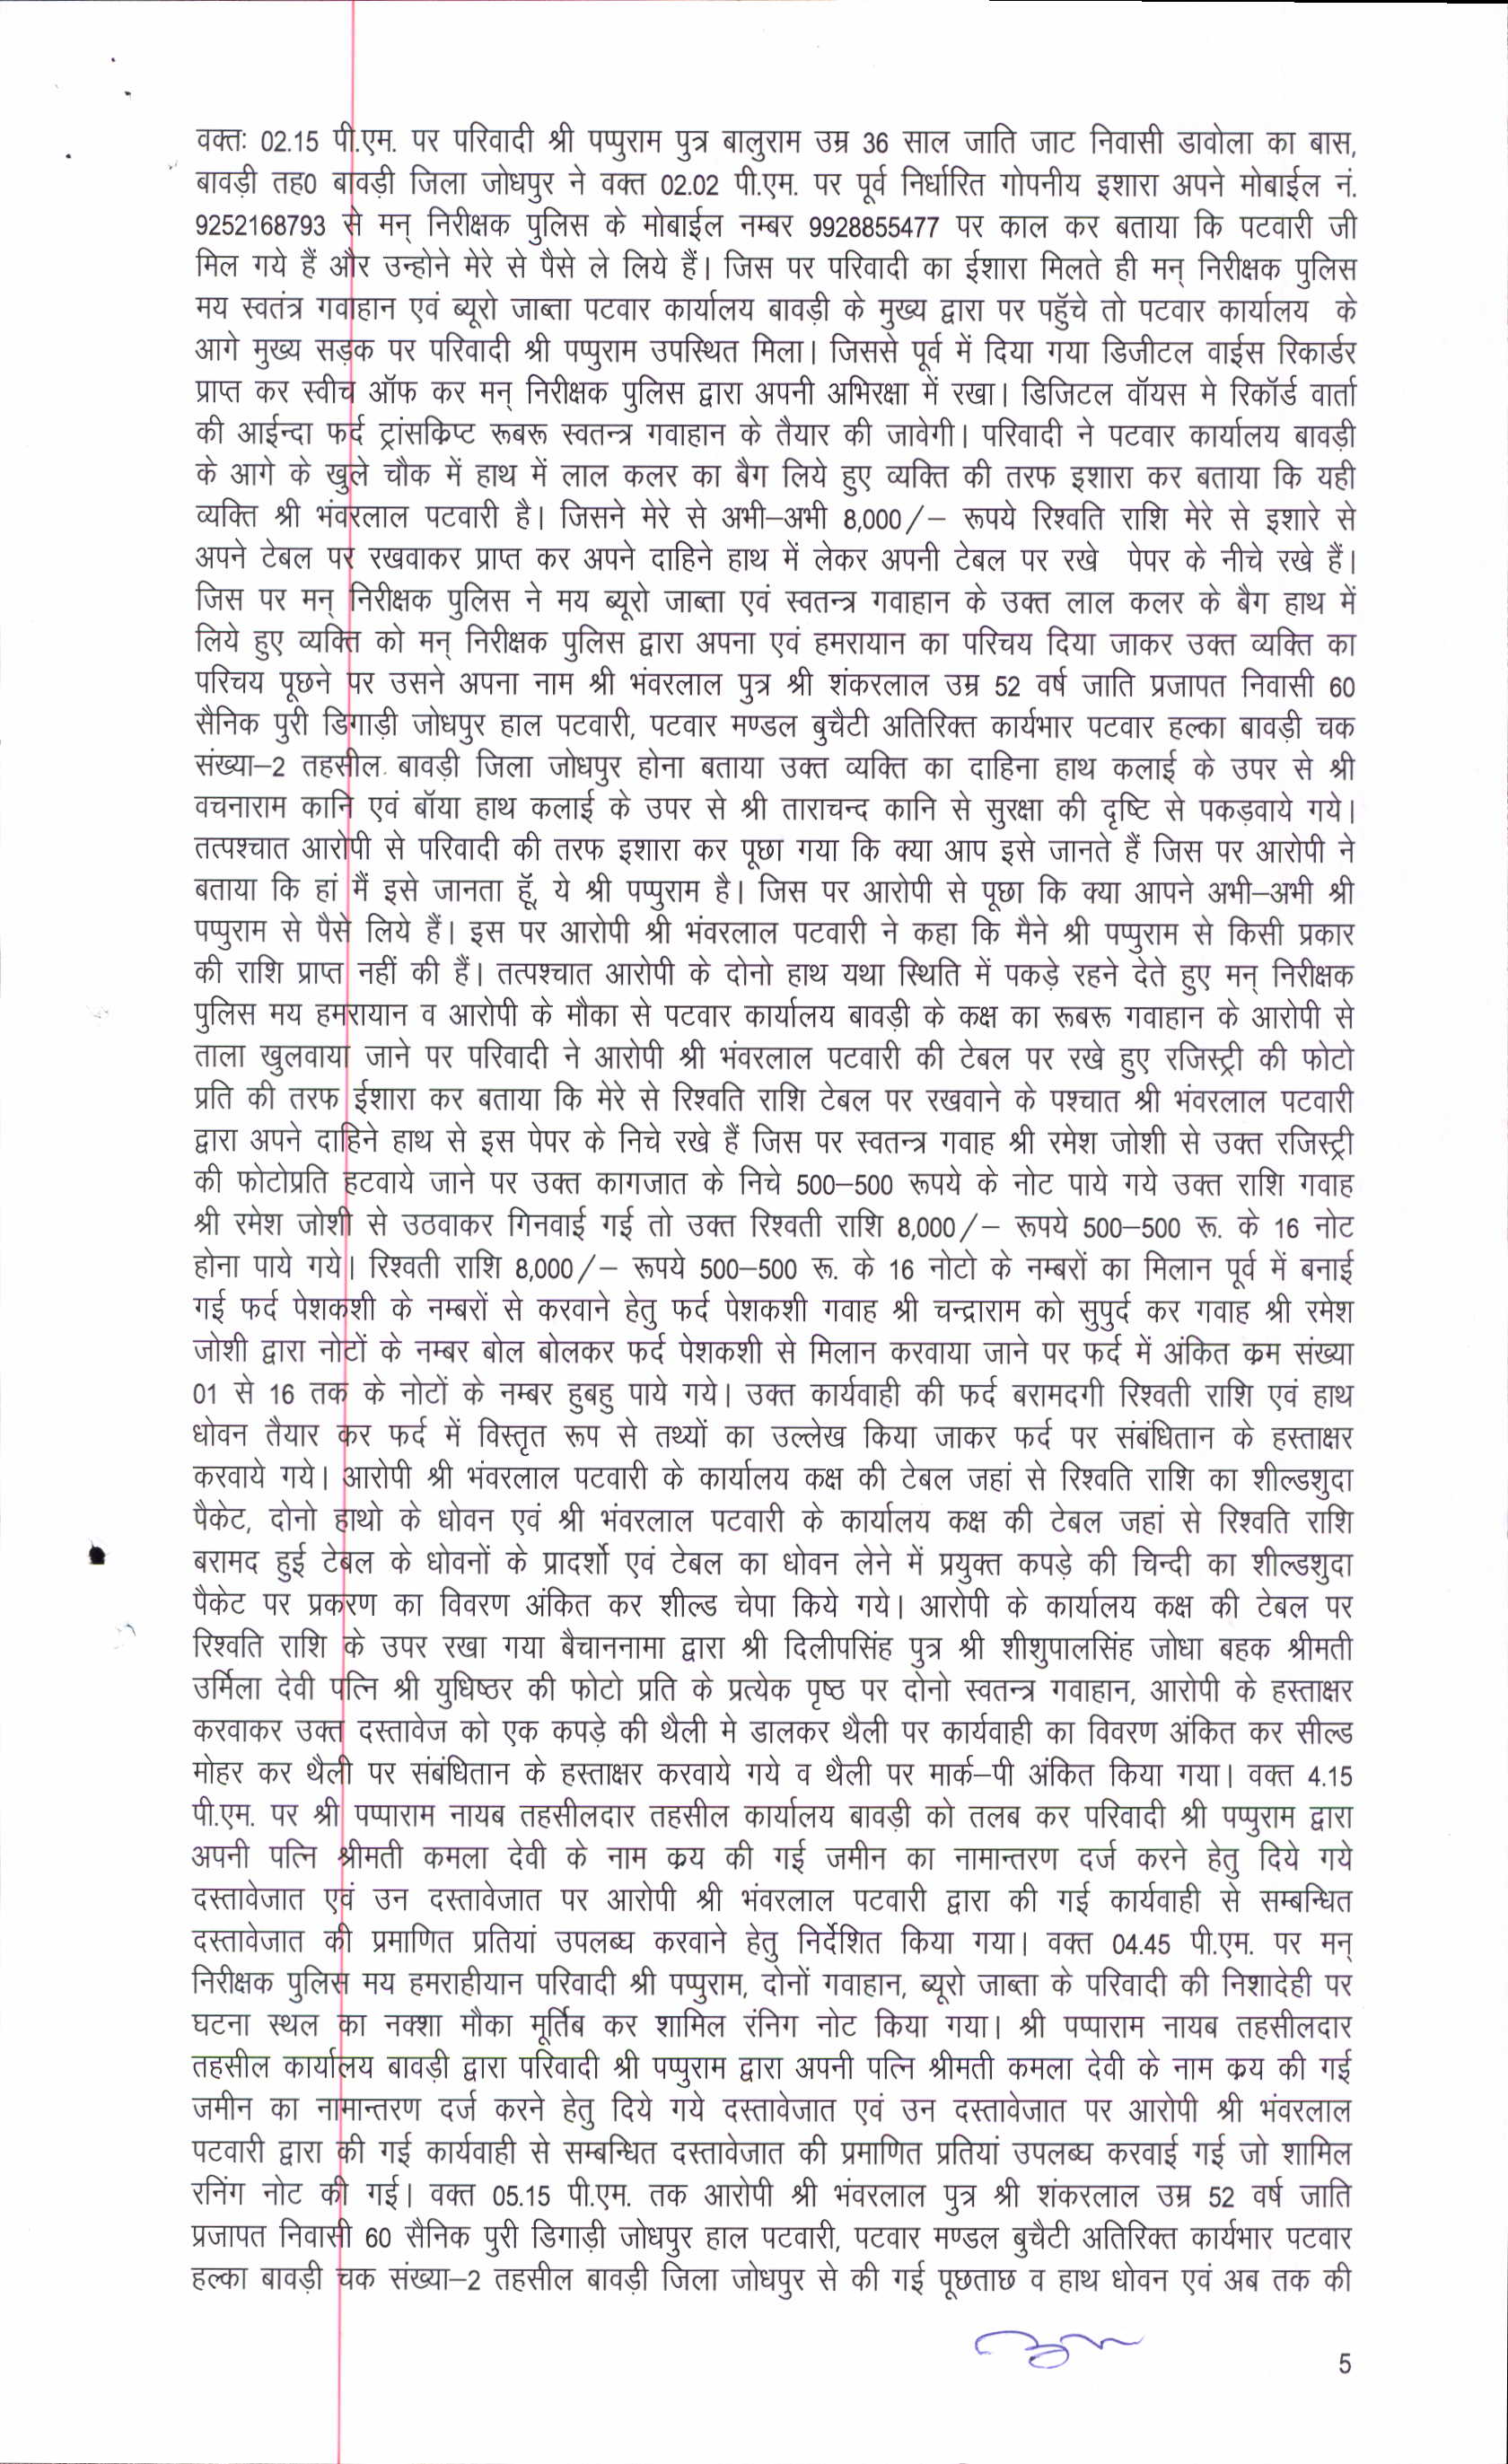 वक्तः 02.15 पी.एम. पर परिवादी श्री पप्पुराम पुत्र बालुराम उम्र 36 साल जाति जाट निवासी डावोला का बास,
बावड़ी तह0 बावड़ी जिला जोधपुर ने वक्त 02.02 पी.एम. पर पूर्व निर्धारित गोपनीय इशारा अपने मोबाईल नं.
9252168793 से मन् निरीक्षक पुलिस के मोबाईल नम्बर 9928855477 पर काल कर बताया कि पटवारी जी
मिल गये हैं और उन्होने मेरे से पैसे ले लिये हैं। जिस पर परिवादी का ईशारा मिलते ही मन् निरीक्षक पुलिस
मय स्वतंत्र गवाहान एवं ब्यूरो जाब्ता पटवार कार्यालय बावड़ी के मुख्य द्वारा पर पहुॅचे तो पटवार कार्यालय के
आगे मुख्य सड़क पर परिवादी श्री पप्पुराम उपस्थित मिला। जिससे पूर्व में दिया गया डिजीटल वाईस रिकार्डर
प्राप्त कर स्वीच ऑफ कर मन् निरीक्षक पुलिस द्वारा अपनी अभिरक्षा में रखा। डिजिटल वॉयस मे रिकॉर्ड वार्ता
की आईन्दा फर्द ट्रांसक्रिप्ट रूबरू स्वतन्त्र गवाहान के तैयार की जावेगी। परिवादी ने पटवार कार्यालय बावड़ी
के आगे के खुले चौक में हाथ में लाल कलर का बैग लिये हुए व्यक्ति की तरफ इशारा कर बताया कि यही
व्यक्ति श्री भंवरलाल पटवारी है। जिसने मेरे से अभी–अभी 8,000/– रूपये रिश्वति राशि मेरे से इशारे से
अपने टेबल पर रखवाकर प्राप्त कर अपने दाहिने हाथ में लेकर अपनी टेबल पर रखे पेपर के नीचे रखे हैं।
जिस पर मन् निरीक्षक पुलिस ने मय ब्यूरो जाब्ता एवं स्वतन्त्र गवाहान के उक्त लाल कलर के बैग हाथ में
लिये हुए व्यक्ति को मन् निरीक्षक पुलिस द्वारा अपना एवं हमरायान का परिचय दिया जाकर उक्त व्यक्ति का
परिचय पूछने पर उसने अपना नाम श्री भंवरलाल पुत्र श्री शंकरलाल उम्र 52 वर्ष जाति प्रजापत निवासी 60
सैनिक पुरी डिगाड़ी जोधपुर हाल पटवारी, पटवार मण्डल बुचैटी अतिरिक्त कार्यभार पटवार हल्का बावड़ी चक
संख्या–2 तहसील बावड़ी जिला जोधपुर होना बताया उक्त व्यक्ति का दाहिना हाथ कलाई के उपर से श्री
वचनाराम कानि एवं बॉया हाथ कलाई के उपर से श्री ताराचन्द कानि से सुरक्षा की दृष्टि से पकड़वाये गये।
तत्पश्चात आरोपी से परिवादी की तरफ इशारा कर पूछा गया कि क्या आप इसे जानते हैं जिस पर आरोपी ने
बताया कि हां मैं इसे जानता हूॅ, ये श्री पप्पुराम है। जिस पर आरोपी से पूछा कि क्या आपने अभी–अभी श्री
पप्पुराम से पैसे लिये हैं। इस पर आरोपी श्री भंवरलाल पटवारी ने कहा कि मैने श्री पप्पुराम से किसी प्रकार
की राशि प्राप्त नहीं की हैं। तत्पश्चात आरोपी के दोनो हाथ यथा स्थिति में पकड़े रहने देते हुए मन् निरीक्षक
पुलिस मय हमरायान व आरोपी के मौका से पटवार कार्यालय बावड़ी के कक्ष का रूबरू गवाहान के आरोपी से
ताला खुलवाया जाने पर परिवादी ने आरोपी श्री भंवरलाल पटवारी की टेबल पर रखे हुए रजिस्ट्री की फोटो
प्रति की तरफ ईशारा कर बताया कि मेरे से रिश्वति राशि टेबल पर रखवाने के पश्चात श्री भंवरलाल पटवारी
द्वारा अपने दाहिने हाथ से इस पेपर के निचे रखे हैं जिस पर स्वतन्त्र गवाह श्री रमेश जोशी से उक्त रजिस्ट्री
की फोटोप्रति हटवाये जाने पर उक्त कागजात के निचे 500–500 रूपये के नोट पाये गये उक्त राशि गवाह
श्री रमेश जोशी से उठवाकर गिनवाई गई तो उक्त रिश्वती राशि 8,000/– रूपये 500–500 रू. के 16 नोट
होना पाये गये। रिश्वती राशि 8,000/– रूपये 500–500 रू. के 16 नोटो के नम्बरों का मिलान पूर्व में बनाई
गई फर्द पेशकशी के नम्बरों से करवाने हेतु फर्द पेशकशी गवाह श्री चन्द्राराम को सुपुर्द कर गवाह श्री रमेश
जोशी द्वारा नोटों के नम्बर बोल बोलकर फर्द पेशकशी से मिलान करवाया जाने पर फर्द में अंकित क्रम संख्या
01 से 16 तक के नोटों के नम्बर हुबहु पाये गये। उक्त कार्यवाही की फर्द बरामदगी रिश्वती राशि एवं हाथ
धोवन तैयार कर फर्द में विस्तृत रूप से तथ्यों का उल्लेख किया जाकर फर्द पर संबंधितान के हस्ताक्षर
करवाये गये। आरोपी श्री भंवरलाल पटवारी के कार्यालय कक्ष की टेबल जहां से रिश्वति राशि का शील्डशुदा
पैकेट, दोनो हाथो के धोवन एवं श्री भंवरलाल पटवारी के कार्यालय कक्ष की टेबल जहां से रिश्वति राशि
बरामद हुई टेबल के धोवनों के प्रादर्शो एवं टेबल का धोवन लेने में प्रयुक्त कपड़े की चिन्दी का शील्डशुदा
पैकेट पर प्रकरण का विवरण अंकित कर शील्ड चेपा किये गये। आरोपी के कार्यालय कक्ष की टेबल पर
रिश्वति राशि के उपर रखा गया बैचाननामा द्वारा श्री दिलीपसिंह पुत्र श्री शीशुपालसिंह जोधा बहक श्रीमती
उर्मिला देवी पत्नि श्री युधिष्ठर की फोटो प्रति के प्रत्येक पृष्ठ पर दोनो स्वतन्त्र गवाहान, आरोपी के हस्ताक्षर
करवाकर उक्त दस्तावेज को एक कपड़े की थैली मे डालकर थैली पर कार्यवाही का विवरण अंकित कर सील्ड
मोहर कर थैली पर संबंधितान के हस्ताक्षर करवाये गये व थैली पर मार्क–पी अंकित किया गया। वक्त 4.15
पी.एम. पर श्री पप्पाराम नायब तहसीलदार तहसील कार्यालय बावड़ी को तलब कर परिवादी श्री पप्पुराम द्वारा
अपनी पत्नि श्रीमती कमला देवी के नाम क्रय की गई जमीन का नामान्तरण दर्ज करने हेतु दिये गये
दस्तावेजात एवं उन दस्तावेजात पर आरोपी श्री भंवरलाल पटवारी द्वारा की गई कार्यवाही से सम्बन्धित
दस्तावेजात की प्रमाणित प्रतियां उपलब्ध करवाने हेतु निर्देशित किया गया। वक्त 04.45 पी.एम. पर मन्
निरीक्षक पुलिस मय हमराहीयान परिवादी श्री पप्पुराम, दोनों गवाहान, ब्यूरो जाब्ता के परिवादी की निशादेही पर
घटना स्थल का नक्शा मौका मूर्तिब कर शामिल रंनिग नोट किया गया। श्री पप्पाराम नायब तहसीलदार
तहसील कार्यालय बावड़ी द्वारा परिवादी श्री पप्पुराम द्वारा अपनी पत्नि श्रीमती कमला देवी के नाम क्रय की गई
जमीन का नामान्तरण दर्ज करने हेतु दिये गये दस्तावेजात एवं उन दस्तावेजात पर आरोपी श्री भंवरलाल
पटवारी द्वारा की गई कार्यवाही से सम्बन्धित दस्तावेजात की प्रमाणित प्रतियां उपलब्ध करवाई गई जो शामिल
रनिंग नोट की गई। वक्त 05.15 पी.एम. तक आरोपी श्री भंवरलाल पुत्र श्री शंकरलाल उम्र 52 वर्ष जाति
प्रजापत निवासी 60 सैनिक पुरी डिगाड़ी जोधपुर हाल पटवारी, पटवार मण्डल बुचैटी अतिरिक्त कार्यभार पटवार
हल्का बावड़ी चक संख्या–2 तहसील बावड़ी जिला जोधपुर से की गई पूछताछ व हाथ धोवन एवं अब तक की
5